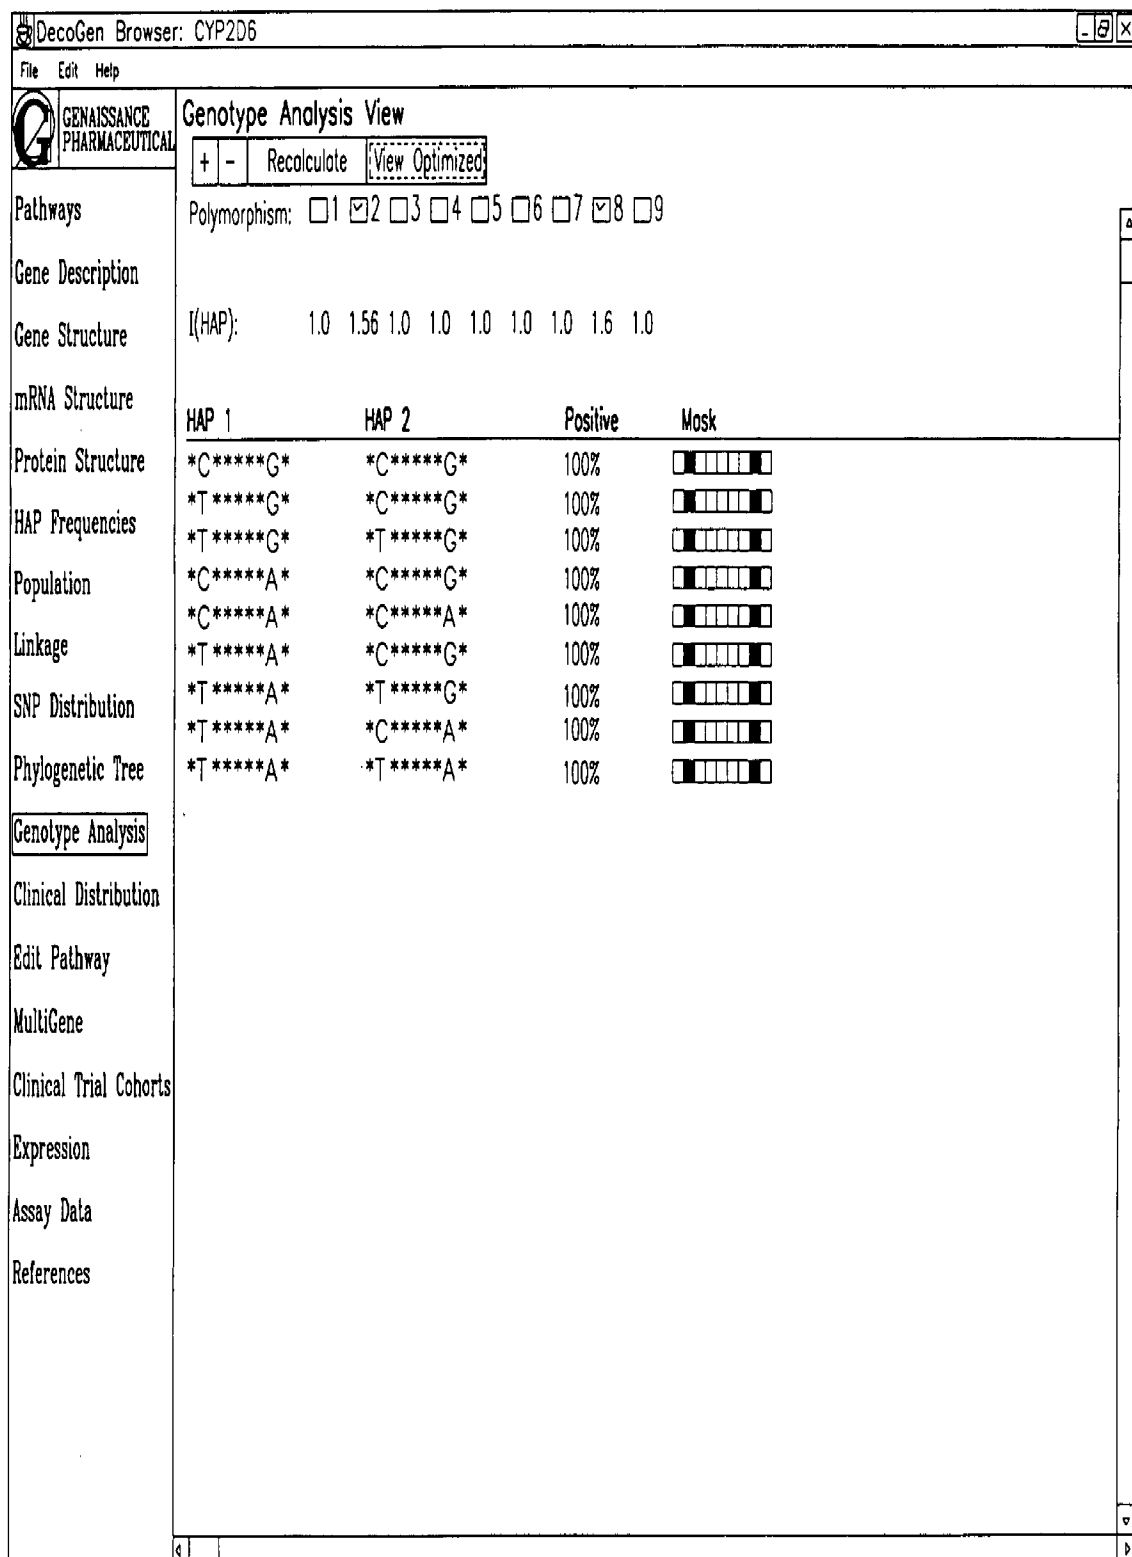 DecoGen Browser: CYP2D6
File Edit Help
G GENAISSANCE PHARMACEUTICAL
Pathways
Gene Description
Gene Structure
mRNA Structure
Protein Structure
HAP Frequencies
Population
Linkage
SNP Distribution
Phylogenetic Tree
Genotype Analysis
Clinical Distribution
Edit Pathway
MultiGene
Clinical Trial Cohorts
Expression
Assay Data
References
Genotype Analysis View
+ - Recalculate View Optimized
Polymorphism: 1 2 3 4 5 6 7 8 9
I(HAP): 1.0 1.56 1.0 1.0 1.0 1.0 1.0 1.6 1.0
HAP 1 HAP 2 Positive Mask
*C*****G* *C*****G* 100%
*T*****G* *C*****G* 100%
*T*****G* *T*****G* 100%
*C*****A* *C*****G* 100%
*C*****A* *C*****A* 100%
*T*****A* *C*****G* 100%
*T*****A* *T*****G* 100%
*T*****A* *C*****A* 100%
*T*****A* *T*****A* 100%